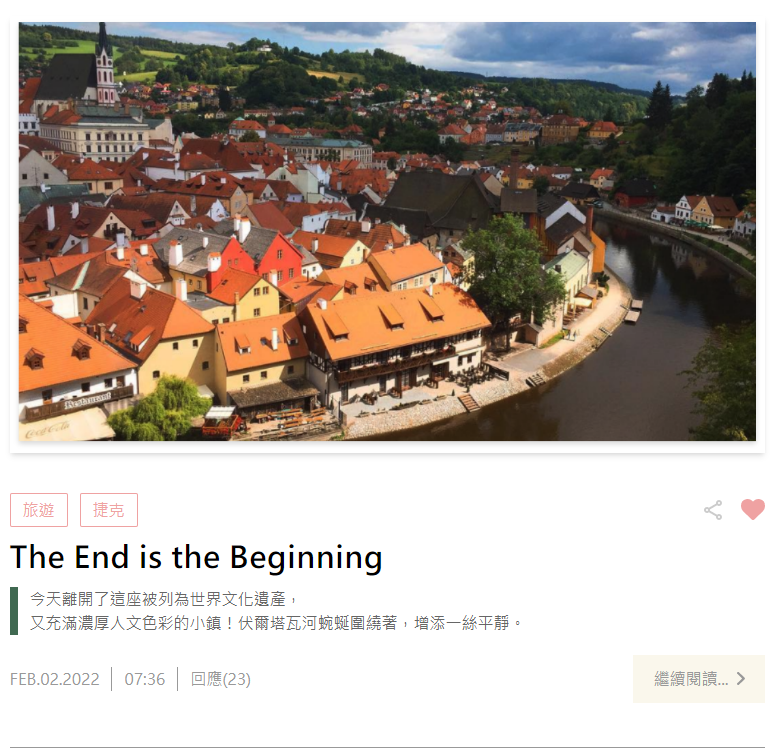 Restaurant
Coca-Cola
旅遊
捷克
The End is the Beginning
今天離開了這座被列為世界文化遺產，
又充滿濃厚人文色彩的小鎮！伏爾塔瓦河蜿蜒圍繞著，增添一絲平靜。
FEB.02.2022 | 07:36 | 回應(23)
繼續閱讀...